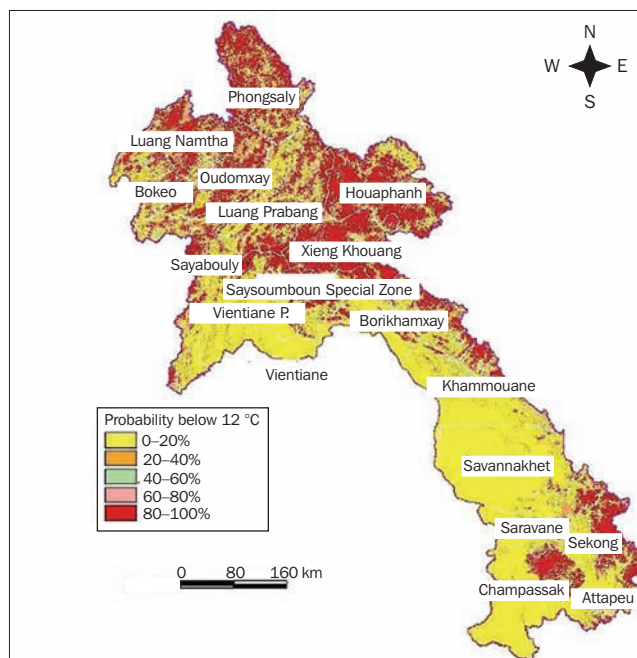 N
W E
S
Phongsaly
Luang Namtha
Oudomxay
Bokeo
Houaphanh
Luang Prabang
Xieng Khouang
Sayabouly
Saysoumboun Special Zone
Vientiane P.
Borikhamxay
Vientiane
Khammouane
Probability below 12 °C
0–20%
20–40%
40–60%
60–80%
80–100%
Savannakhet
Saravane
Sekong
0 80 160 km
Champassak
Attapeu